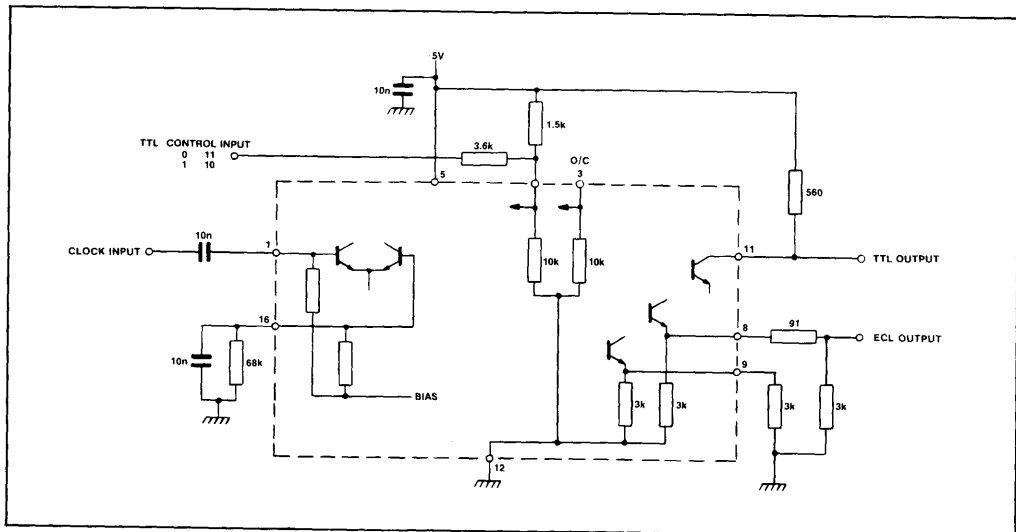 5V
10n
1.5k
TTL CONTROL INPUT
0 11
1 10
3.6k
O/C
5
3
560
10n
CLOCK INPUT
1
10k
10k
11
TTL OUTPUT
16
8
91
ECL OUTPUT
10n
68k
9
BIAS
3k
3k
3k
3k
12